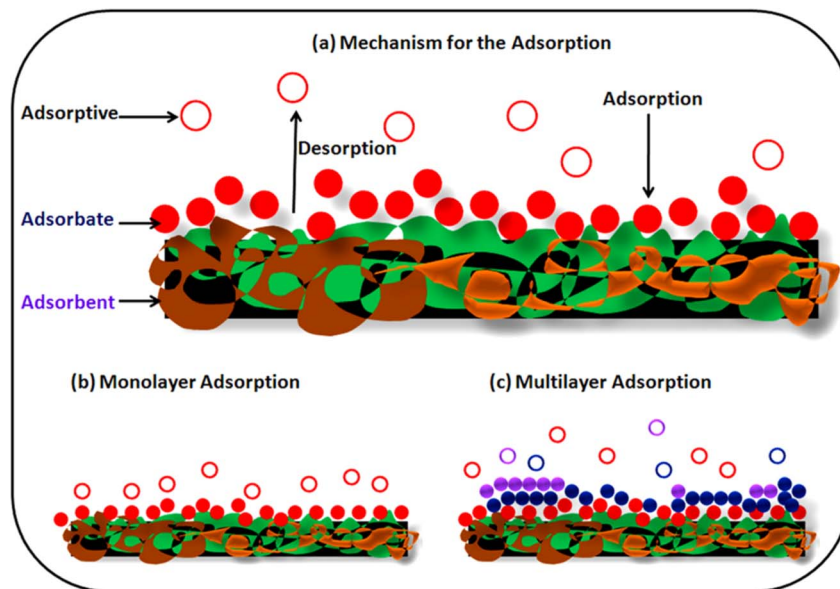 (a) Mechanism for the Adsorption
Adsorptive
Adsorption
Desorption
Adsorbate
Adsorbent
(b) Monolayer Adsorption
(c) Multilayer Adsorption